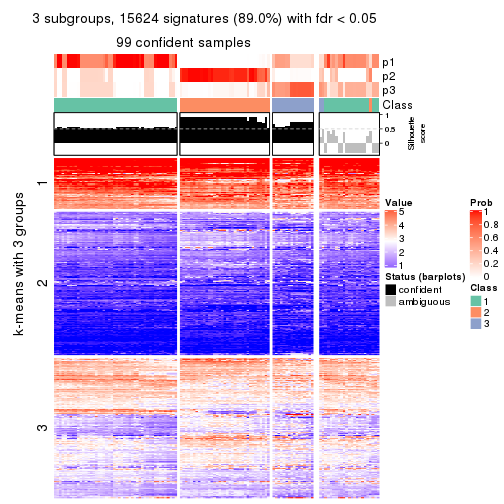 3 subgroups, 15624 signatures (89.0%) with fdr < 0.05
99 confident samples
p1
p2
p3
Class
1
0.5
0
Silhouette
score
k-means with 3 groups
1
2
3
Value
5
4
3
2
1
Status (barplots)
confident
ambiguous
Prob
1
0.8
0.6
0.4
0.2
0
Class
1
2
3